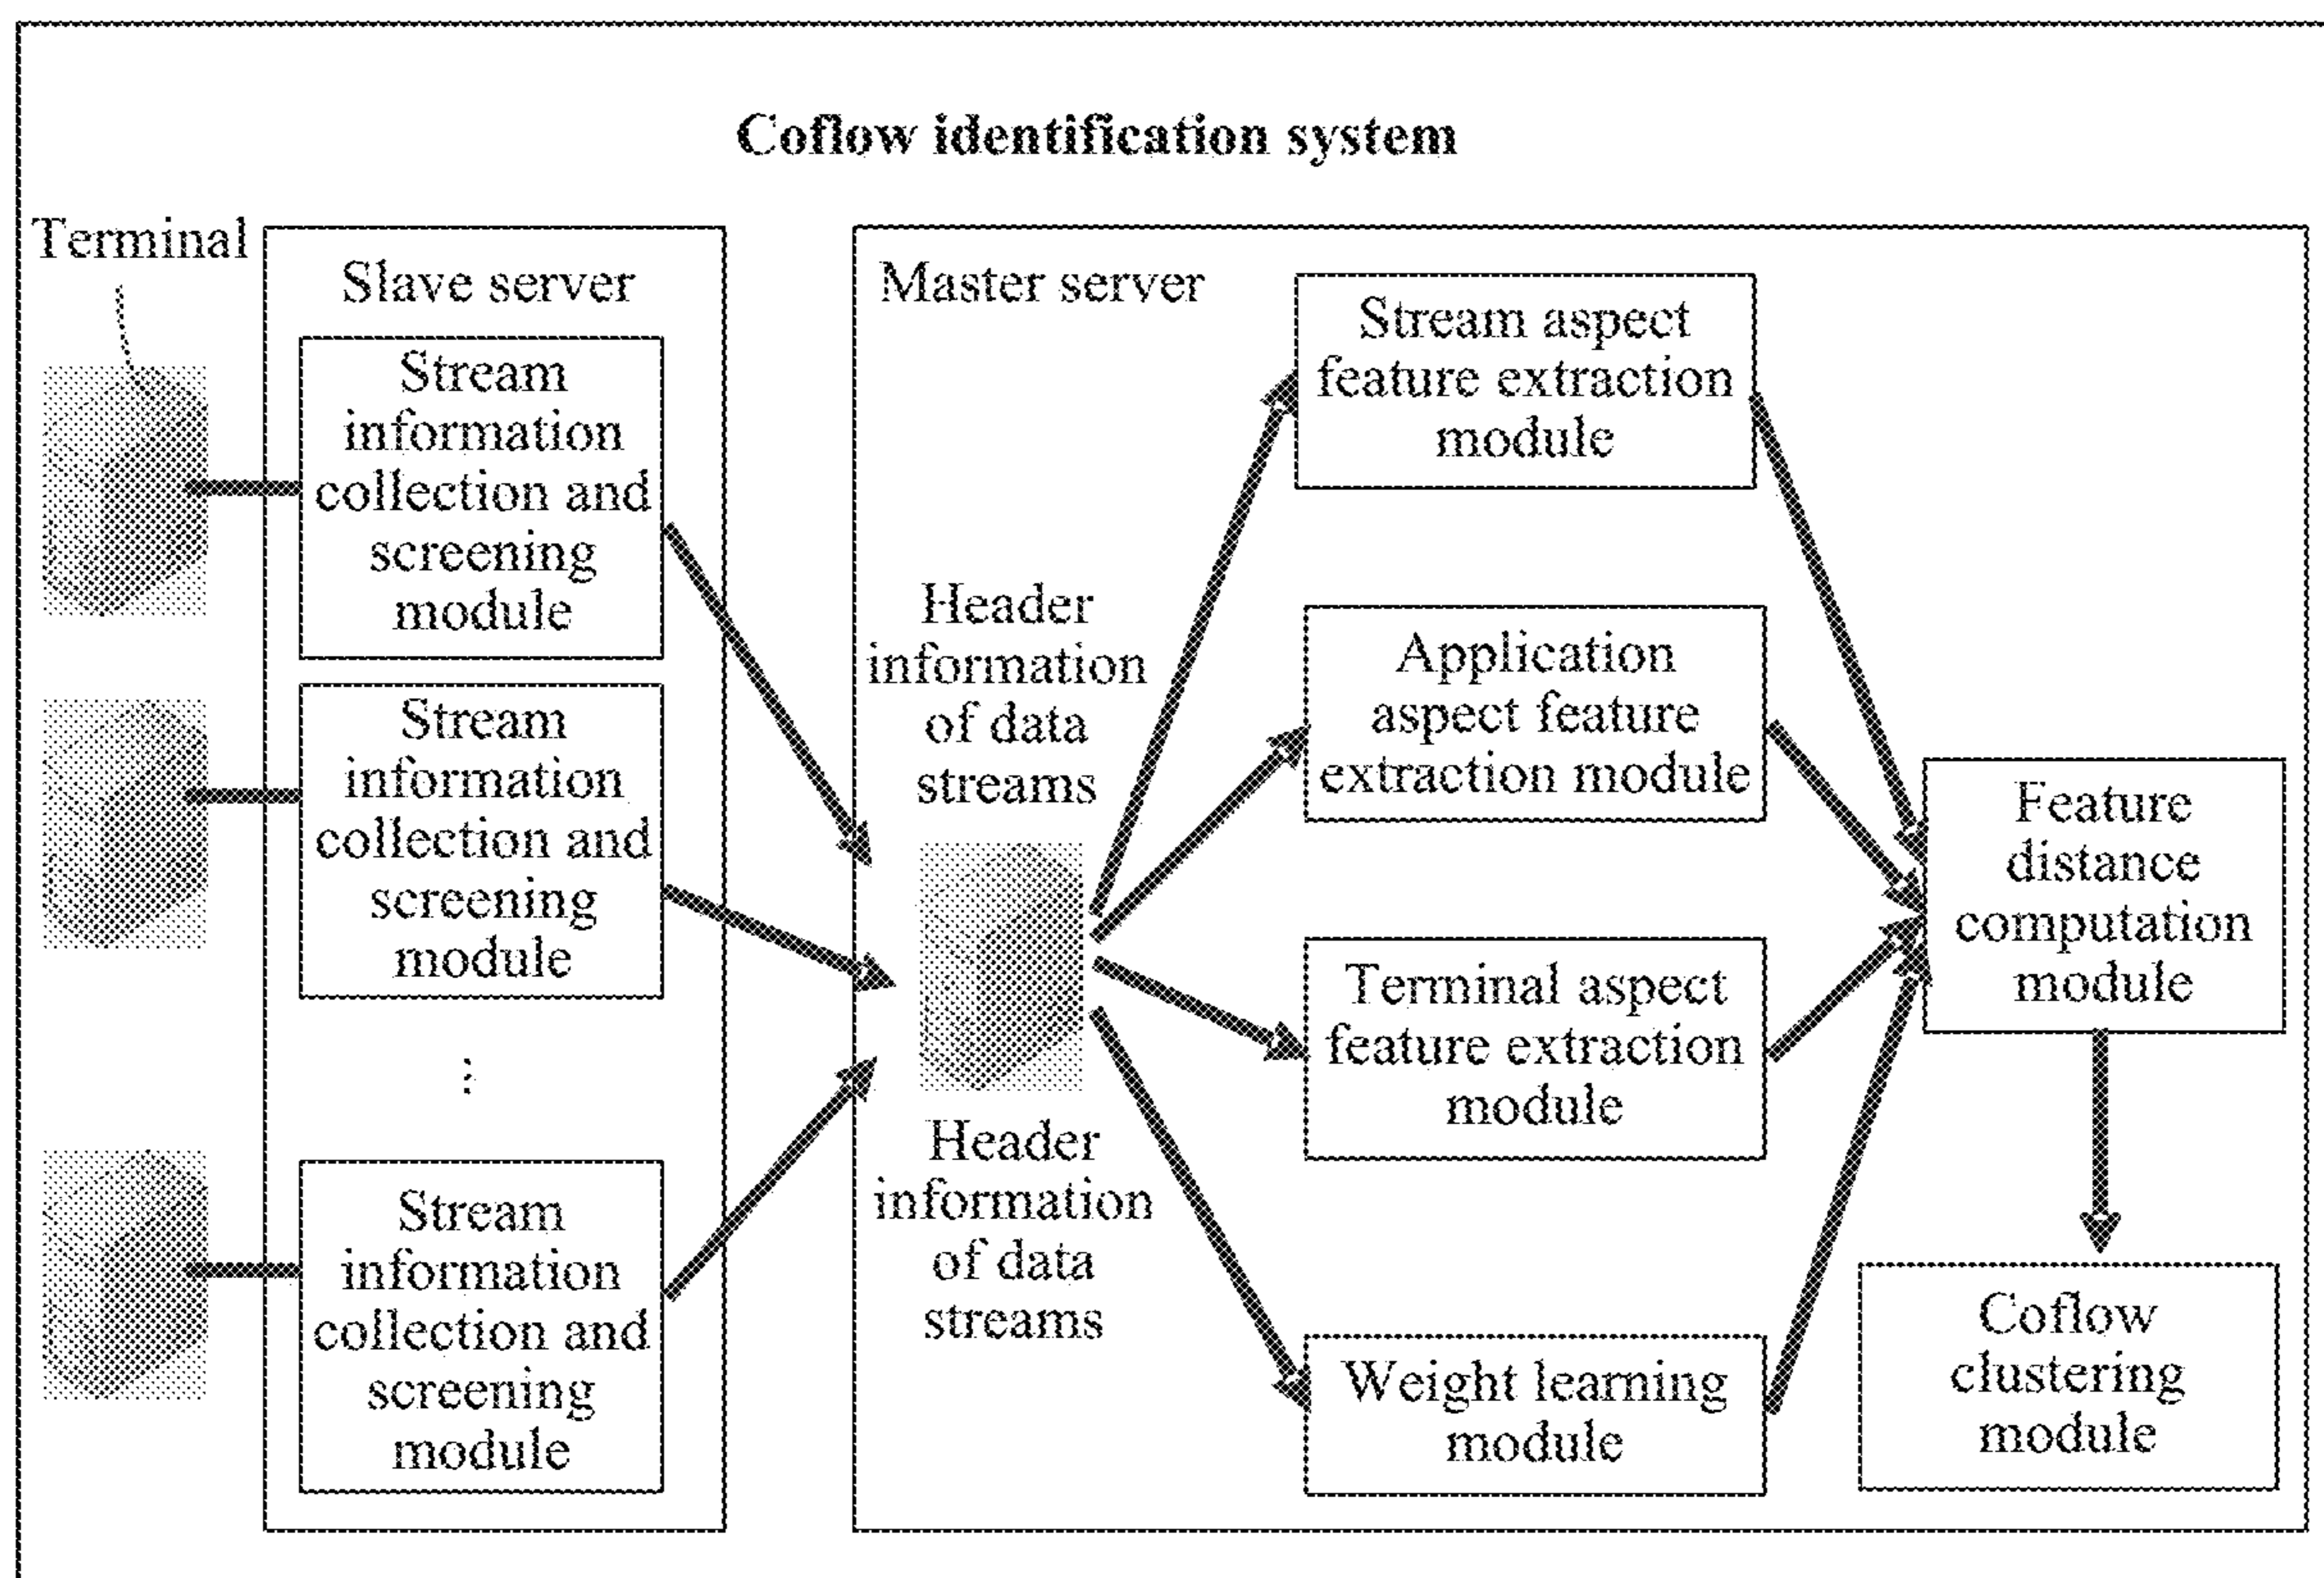 Coflow identification system
Terminal
Slave server
Stream
information
collection and
screening
module
Stream
information
collection and
screening
module
⋮
Stream
information
collection and
screening
module
Master server
Header
information
of data
streams
Header
information
of data
streams
Stream aspect
feature extraction
module
Application
aspect feature
extraction module
Terminal aspect
feature extraction
module
Weight learning
module
Feature
distance
computation
module
Coflow
clustering
module